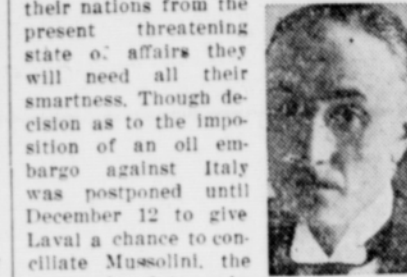 their nations from the
present threatening
state o. affairs they
will need all their
smartness. Though de-
cision as to the impo-
sition of an oil em-
bargo against Italy
was postponed until
December 12 to give
Laval a chance to con-
ciliate Mussolini, the